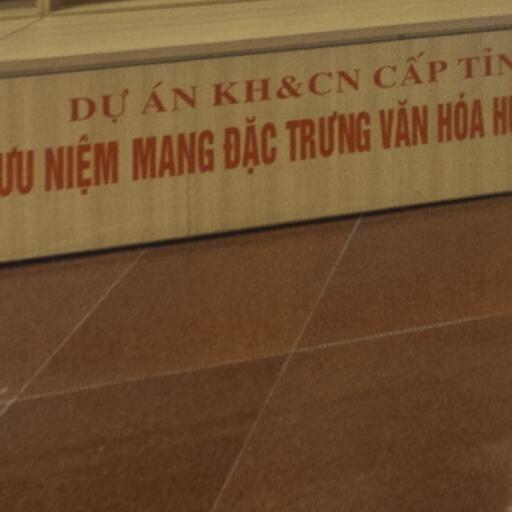 DỰ ÁN KH&CN CẤP
NIỆM MANG ĐẶC TRƯNG VĂN HÓA